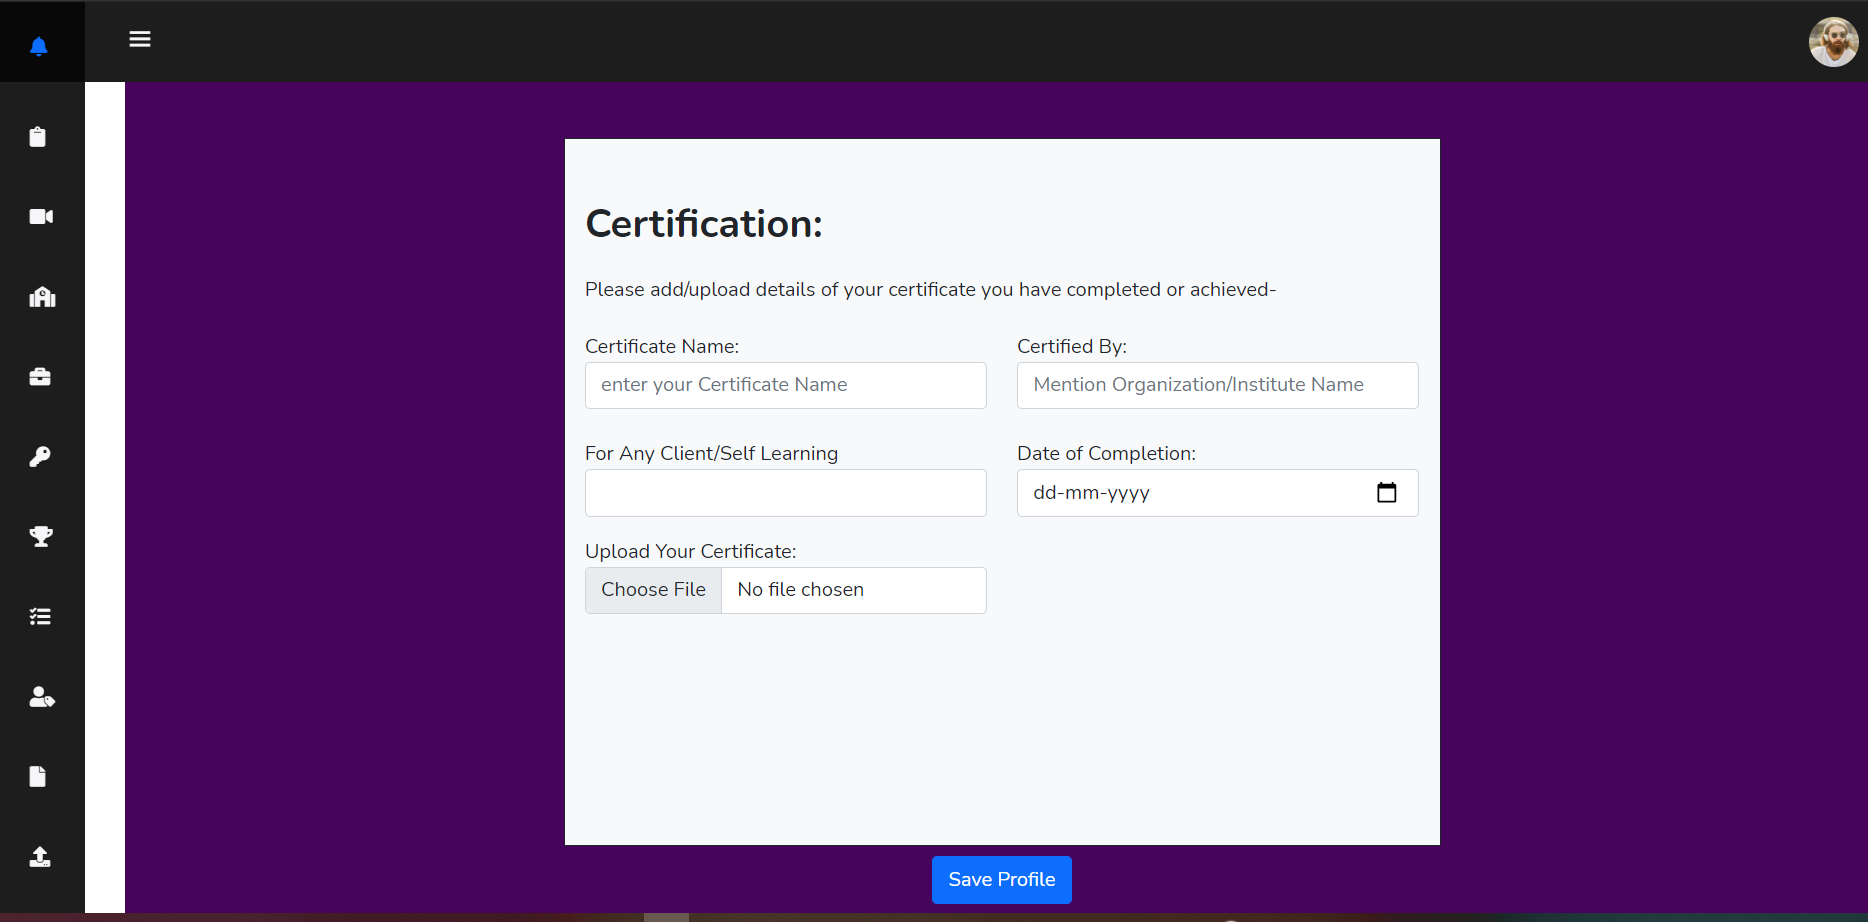 Certification:
Please add/upload details of your certificate you have completed or achieved-
Certificate Name:
Certified By:
enter your Certificate Name
Mention Organization/Institute Name
For Any Client/Self Learning
Date of Completion:
dd-mm-yyyy
Upload Your Certificate:
Choose File No file chosen
Save Profile